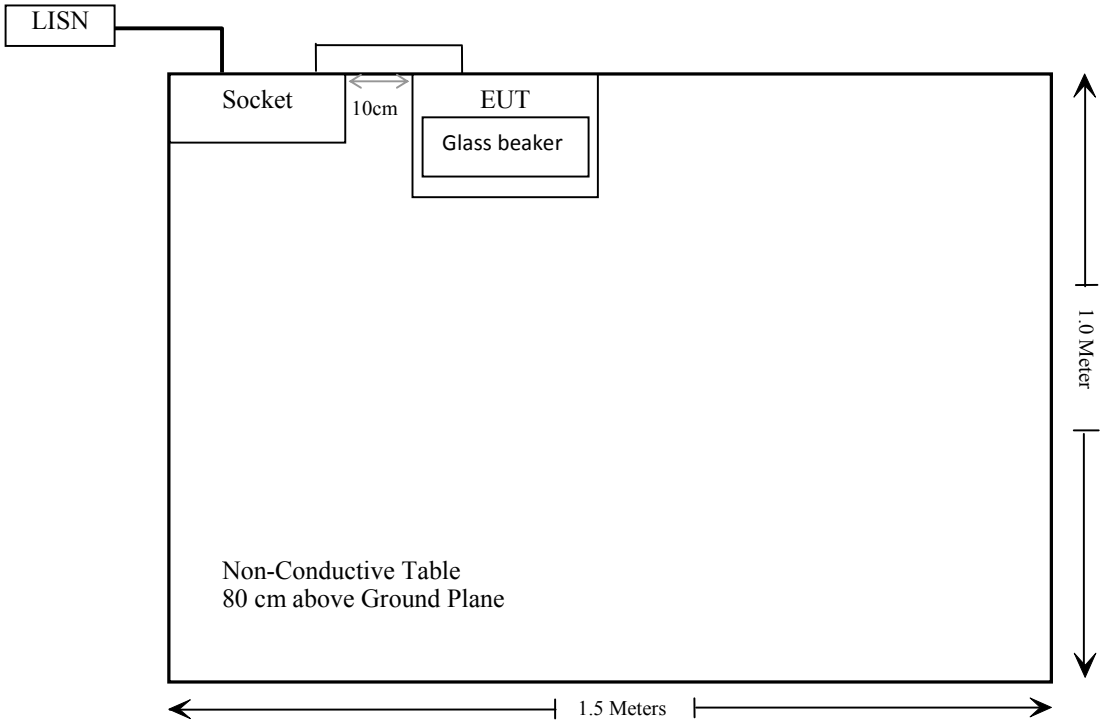 LISN
Socket
10cm
EUT
Glass beaker
1.0 Meter
Non-Conductive Table
80 cm above Ground Plane
1.5 Meters